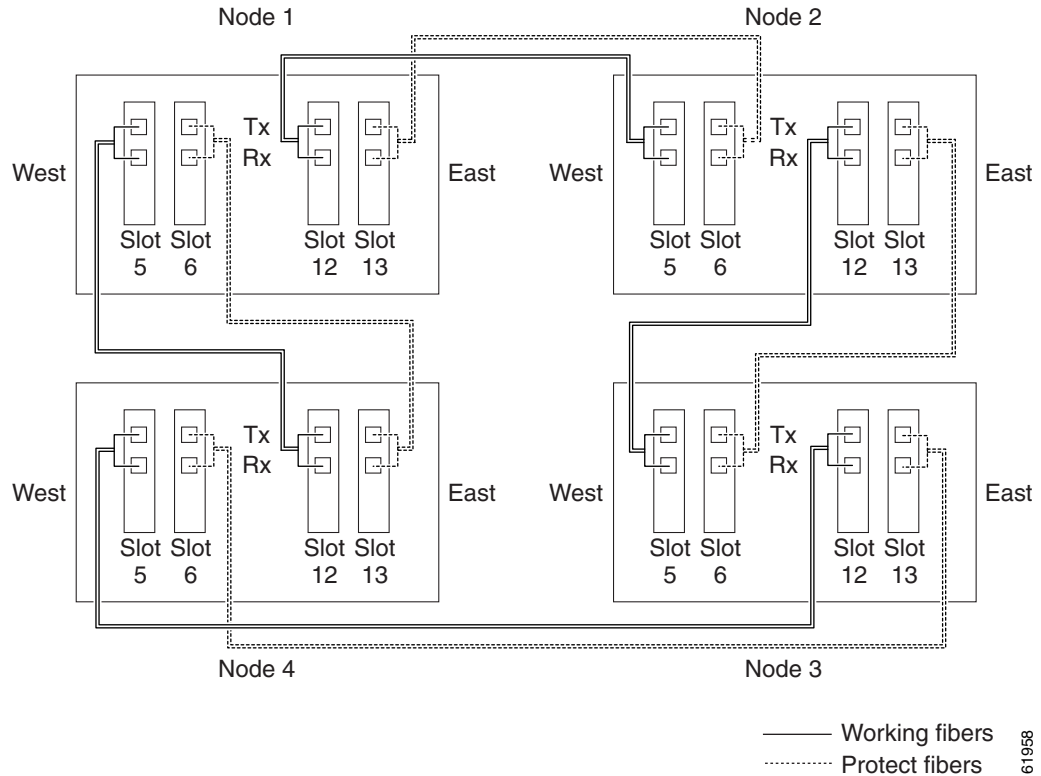 Node 1
Node 2
Tx
Rx
West
East
Slot 5
Slot 6
Slot 12
Slot 13
Tx
Rx
West
East
Slot 5
Slot 6
Slot 12
Slot 13
Tx
Rx
West
East
Slot 5
Slot 6
Slot 12
Slot 13
Tx
Rx
West
East
Slot 5
Slot 6
Slot 12
Slot 13
Node 4
Node 3
Working fibers
Protect fibers
61958